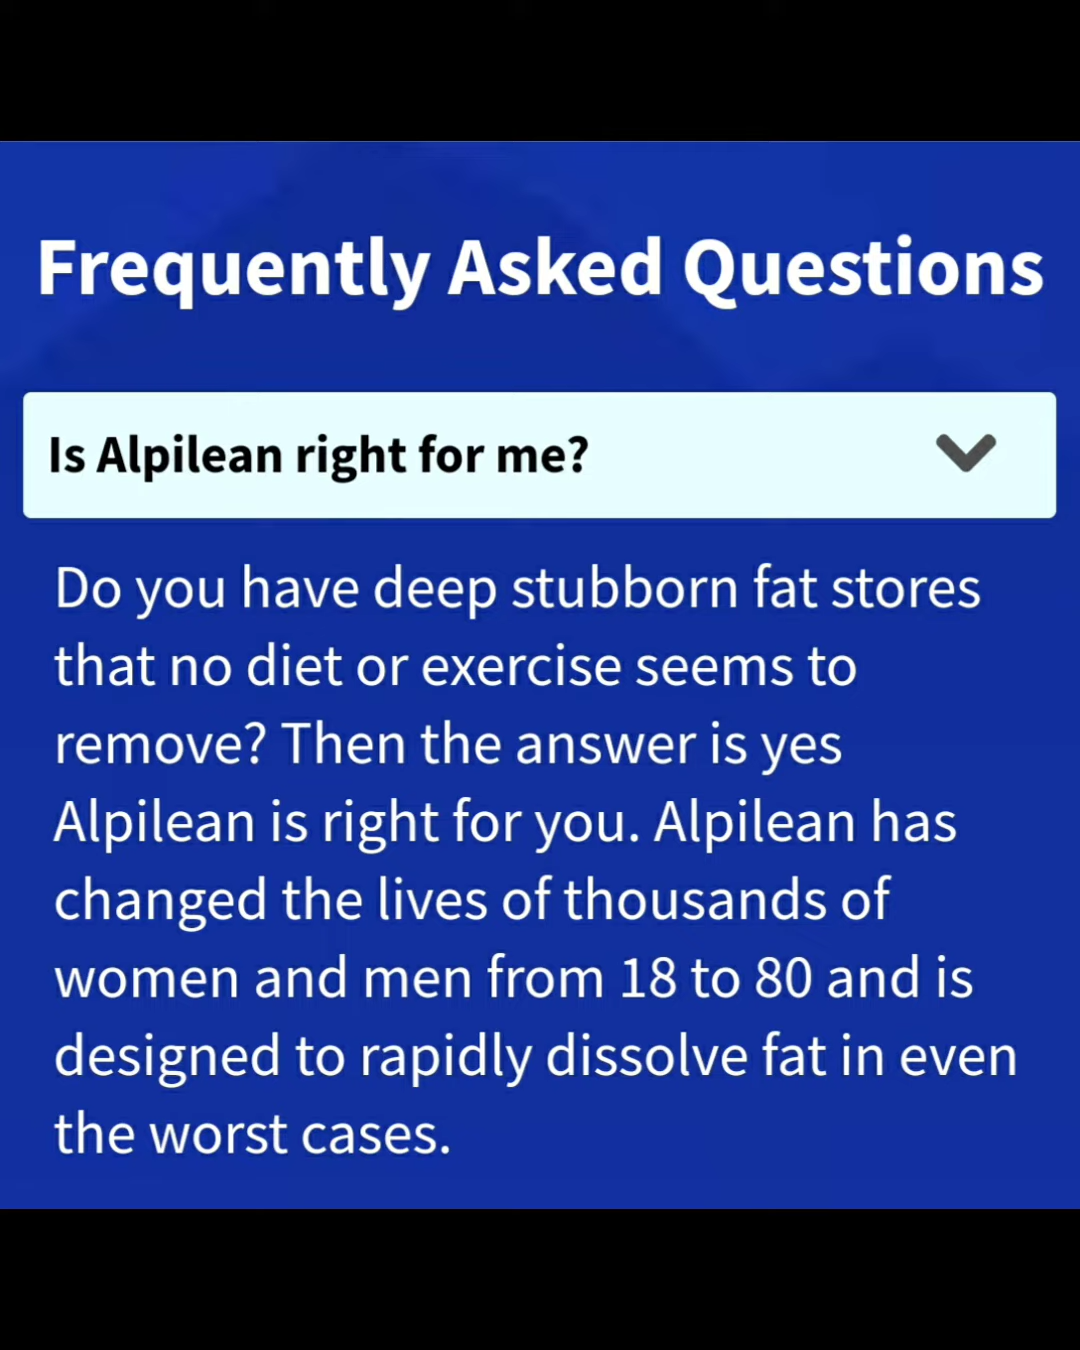 Frequently Asked Questions
Is Alpilean right for me?
Do you have deep stubborn fat stores
that no diet or exercise seems to
remove? Then the answer is yes
Alpilean is right for you. Alpilean has
changed the lives of thousands of
women and men from 18 to 80 and is
designed to rapidly dissolve fat in even
the worst cases.